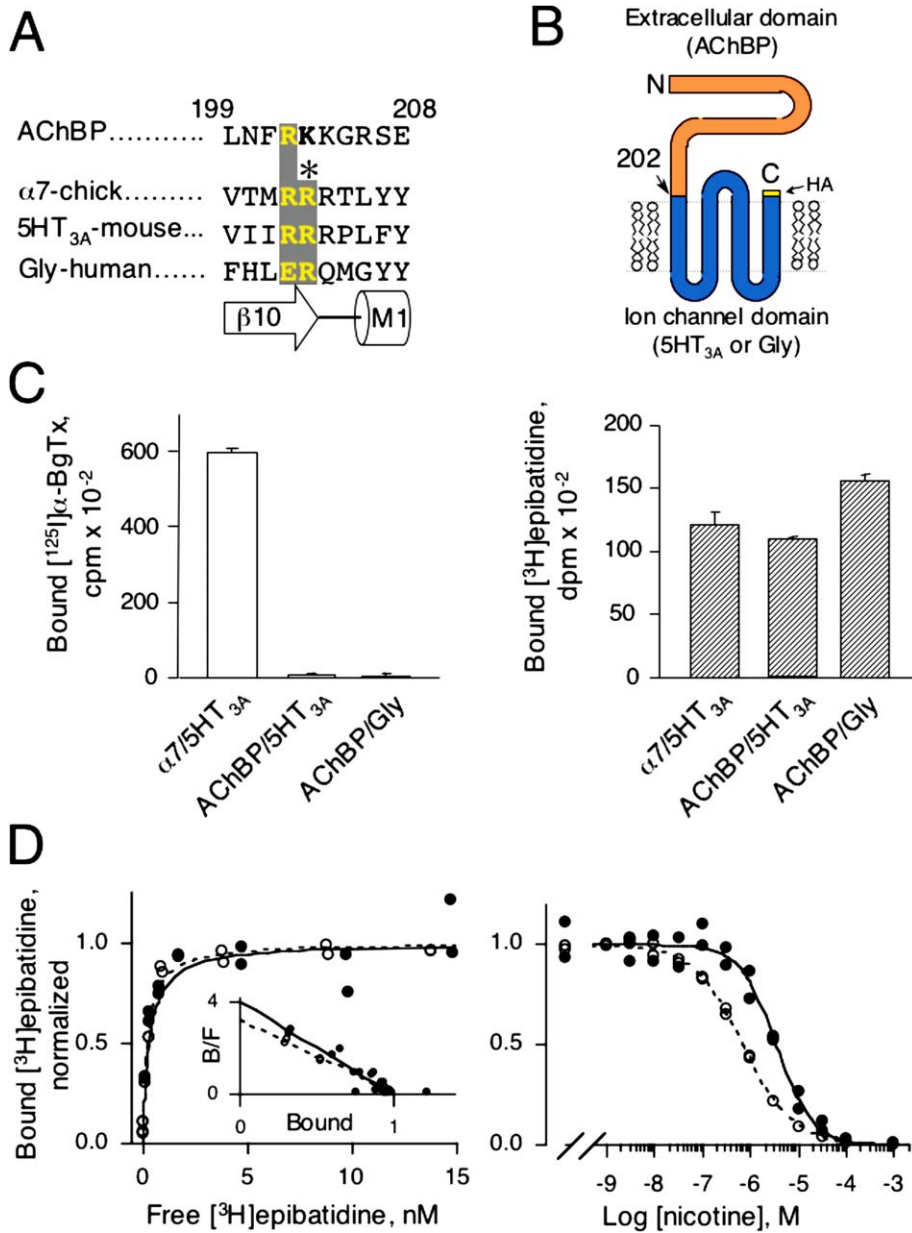 A
199 208
AChBP........... LNFRKKGRSE
*
α7-chick......... VTMRRRTLYY
5HT3A-mouse... VIIRRRPLFY
Gly-human...... FHLERQMGYY
β10 M1
B
Extracellular domain
(AChBP)
N
202
C
HA
Ion channel domain
(5HT3A or Gly)
C
Bound [125I]α-BgTx,
cpm x 10-2
600
400
200
0
α7/5HT3A
AChBP/5HT3A
AChBP/Gly
Bound [3H]epibatidine,
dpm x 10-2
200
150
100
50
0
α7/5HT3A
AChBP/5HT3A
AChBP/Gly
D
Bound [3H]epibatidine,
normalized
1.0
0.5
0.0
0 5 10 15
Free [3H]epibatidine, nM
4
B/F
0
0 Bound 1
1.0
0.5
0.0
-9 -8 -7 -6 -5 -4 -3
Log [nicotine], M